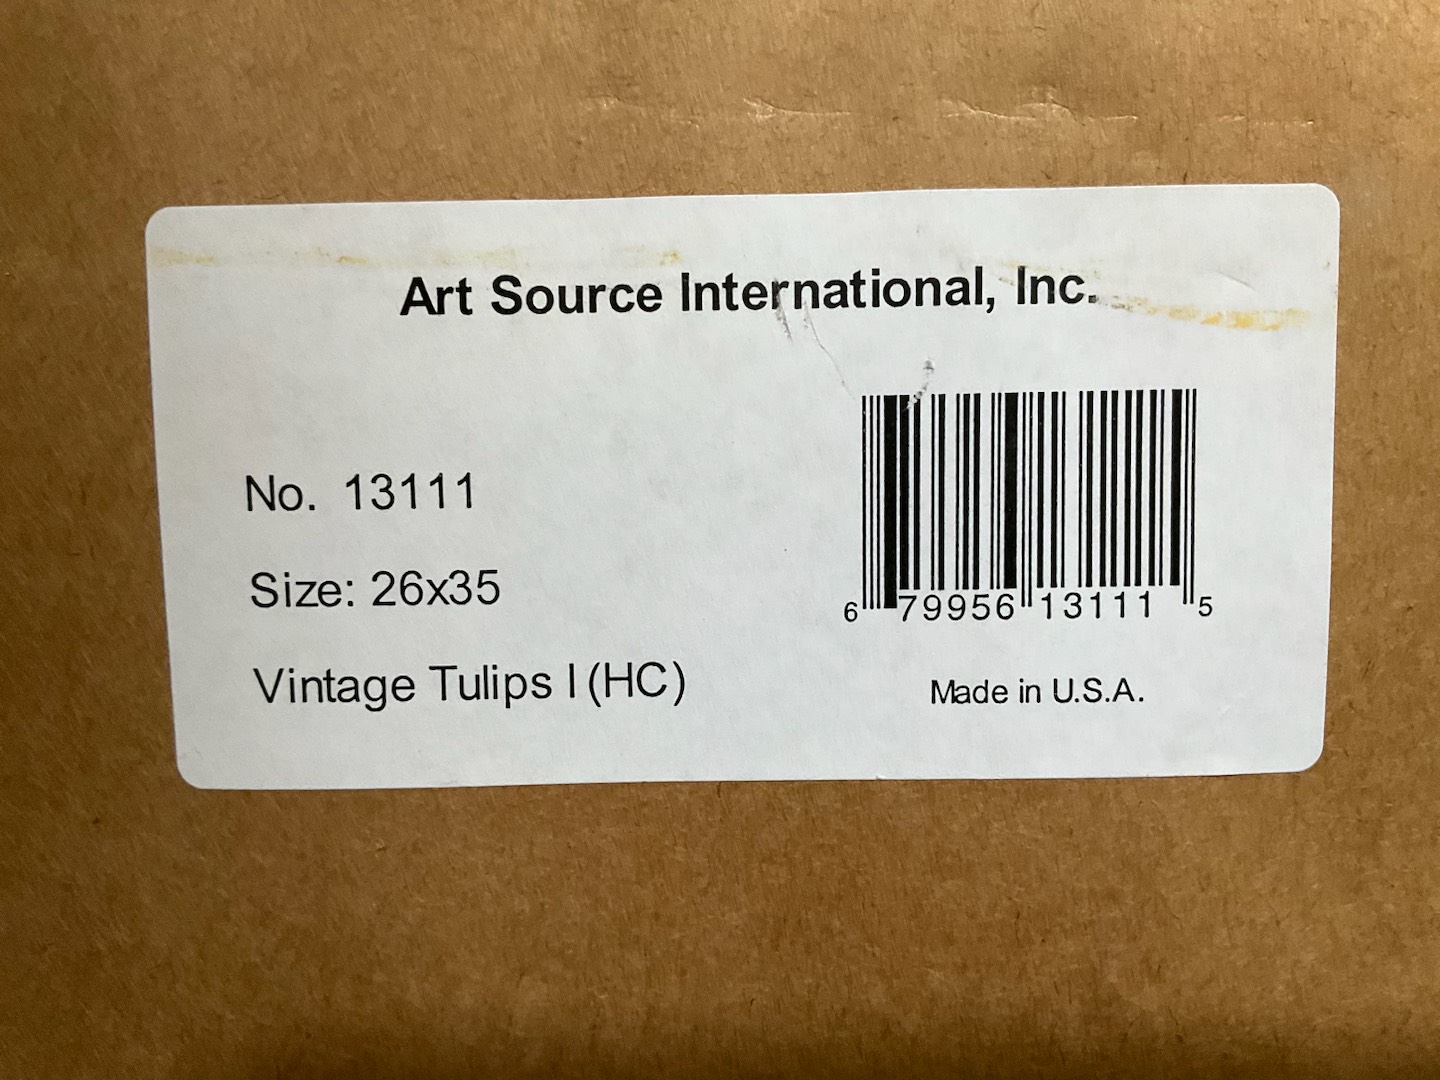 Art Source International, Inc.
No. 13111
Size: 26x35
Vintage Tulips I (HC)
6 79956 13111 5
Made in U.S.A.